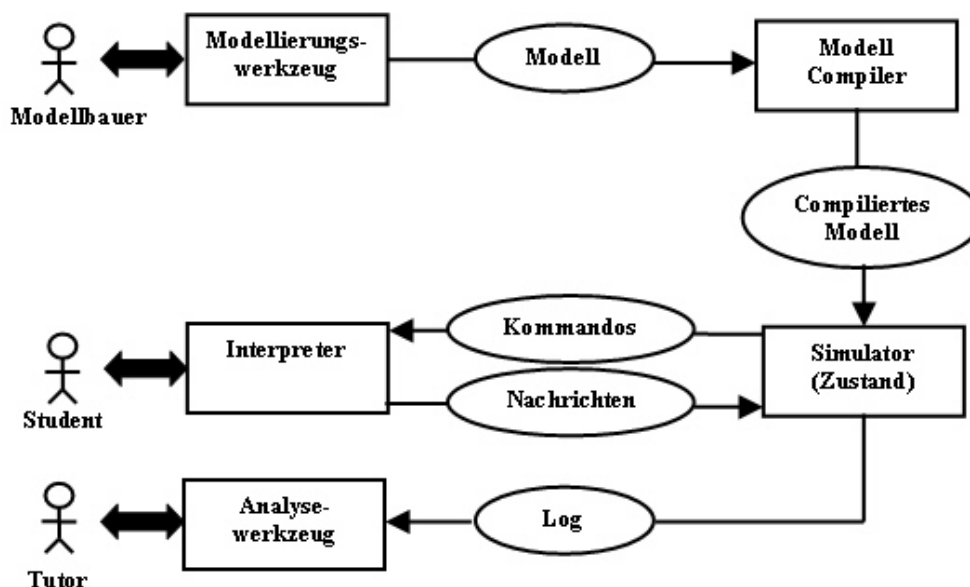 Modellierungs-
werkzeug
Modell
Modell
Compiler
Modellbauer
Compiliertes
Modell
Kommandos
Interpreter
Simulator
(Zustand)
Nachrichten
Student
Analyse-
werkzeug
Log
Tutor